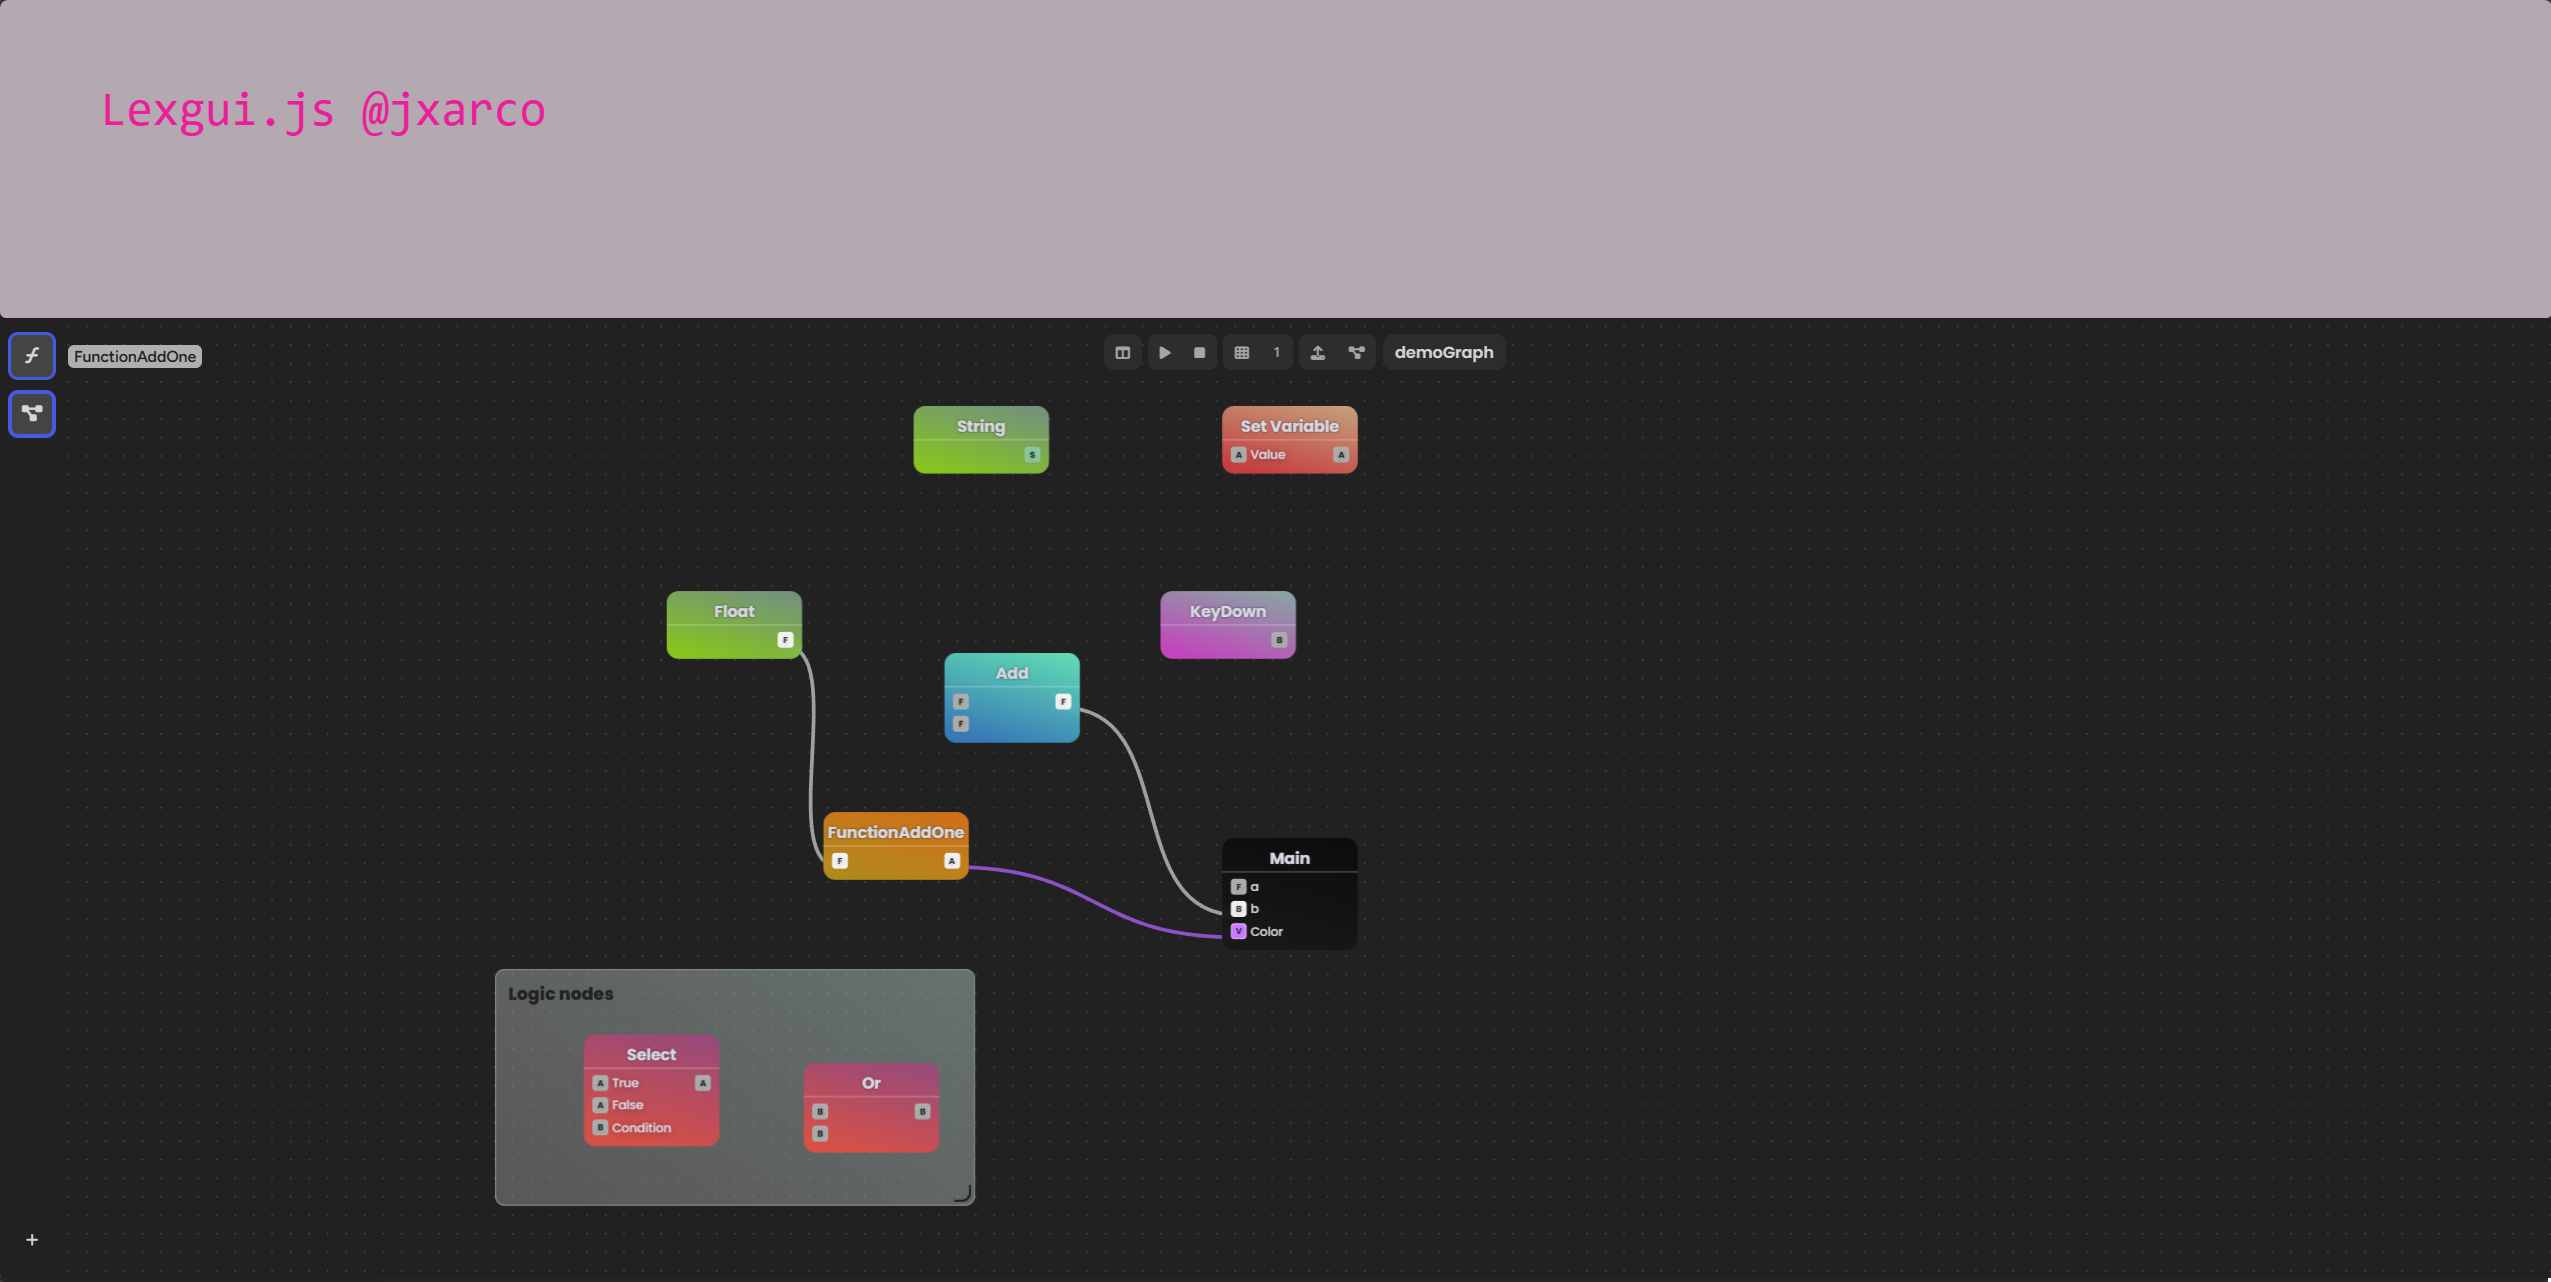 Lexgui.js @jxarco
FunctionAddOne
1
demoGraph
String
S
Set Variable
A Value A
Float
F
KeyDown
B
Add
F F
F
FunctionAddOne
F A
Main
F a
B b
V Color
Logic nodes
Select
A True A
A False
B Condition
Or
B B
B
+